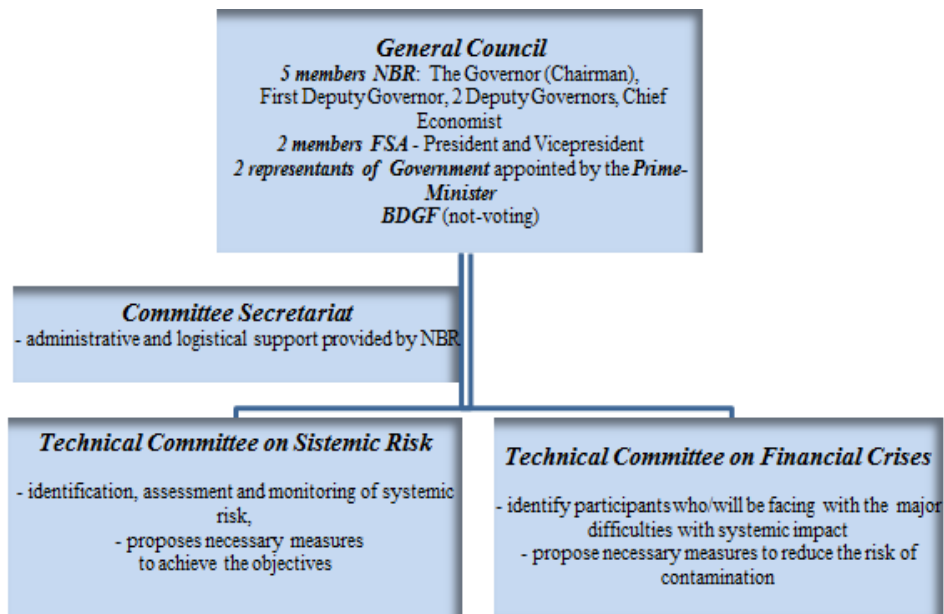 General Council
5 members NBR: The Governor (Chairman),
First Deputy Governor, 2 Deputy Governors, Chief
Economist
2 members FSA - President and Vicepresident
2 representants of Government appointed by the Prime-
Minister
BDGF (not-voting)
Committee Secretariat
- administrative and logistical support provided by NBR
Technical Committee on Sistemic Risk
- identification, assessment and monitoring of systemic
risk,
- proposes necessary measures
to achieve the objectives
Technical Committee on Financial Crises
- identify participants who/will be facing with the major
difficulties with systemic impact
- propose necessary measures to reduce the risk of
contamination